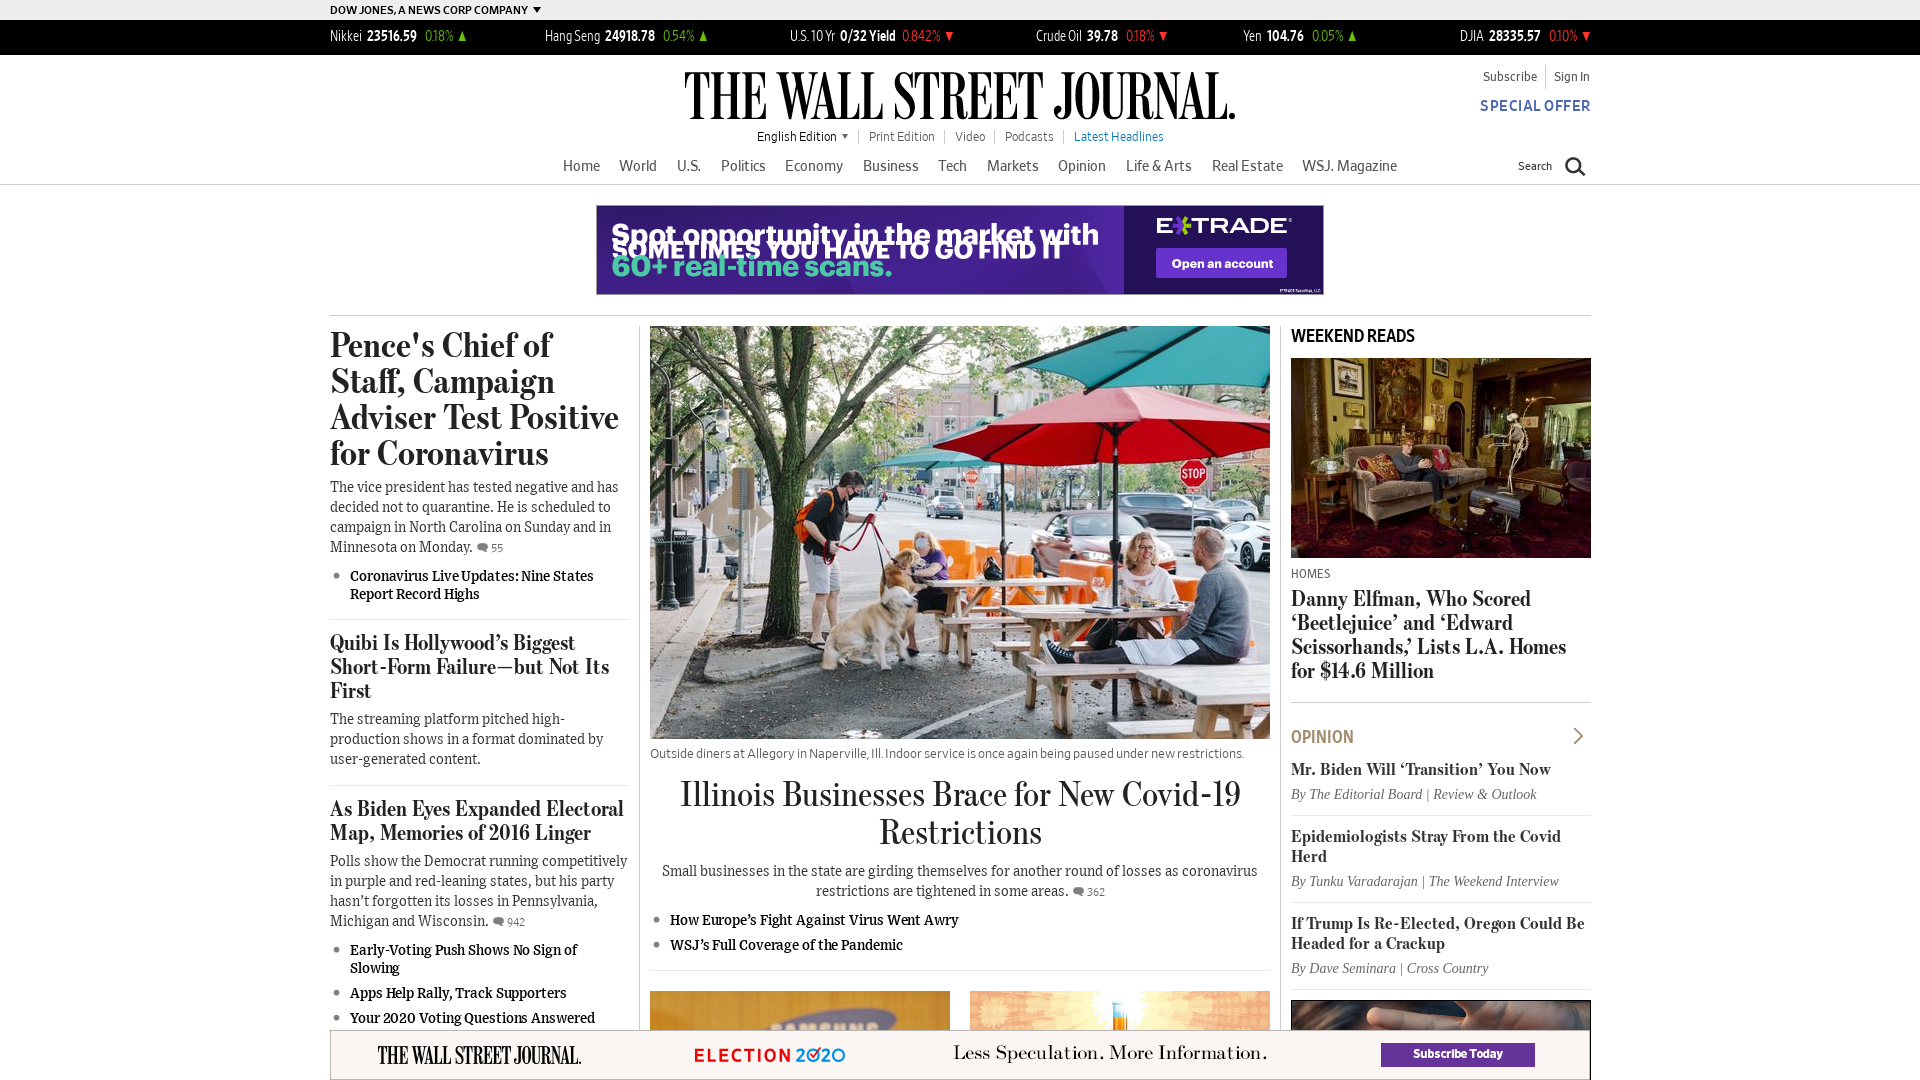 DOW JONES, A NEWS CORP COMPANY
Nikkei 23516.59 0.18%
Hang Seng 24918.78 0.54%
U.S. 10 Yr 0/32 Yield 0.842%
Crude Oil 39.78 0.18%
Yen 104.76 0.05%
DJIA 28335.57 0.10%
THE WALL STREET JOURNAL.
Subscribe
Sign In
SPECIAL OFFER
English Edition
Print Edition
Video
Podcasts
Latest Headlines
Home
World
U.S.
Politics
Economy
Business
Tech
Markets
Opinion
Life & Arts
Real Estate
WSJ. Magazine
Search
Spot opportunity in the market with
SOMETIMES YOU HAVE TO GO FIND IT
60+ real-time scans.
E*TRADE
Open an account
Pence's Chief of
Staff, Campaign
Adviser Test Positive
for Coronavirus
The vice president has tested negative and has
decided not to quarantine. He is scheduled to
campaign in North Carolina on Sunday and in
Minnesota on Monday. 55
Coronavirus Live Updates: Nine States
Report Record Highs
Quibi Is Hollywood’s Biggest
Short-Form Failure—but Not Its
First
The streaming platform pitched high-
production shows in a format dominated by
user-generated content.
As Biden Eyes Expanded Electoral
Map, Memories of 2016 Linger
Polls show the Democrat running competitively
in purple and red-leaning states, but his party
hasn’t forgotten its losses in Pennsylvania,
Michigan and Wisconsin. 942
Early-Voting Push Shows No Sign of
Slowing
Apps Help Rally, Track Supporters
Your 2020 Voting Questions Answered
STOP
STOP
Outside diners at Allegory in Naperville, Ill. Indoor service is once again being paused under new restrictions.
Illinois Businesses Brace for New Covid-19
Restrictions
Small businesses in the state are girding themselves for another round of losses as coronavirus
restrictions are tightened in some areas. 362
How Europe’s Fight Against Virus Went Awry
WSJ’s Full Coverage of the Pandemic
SAMSUNG
WEEKEND READS
HOMES
Danny Elfman, Who Scored
‘Beetlejuice’ and ‘Edward
Scissorhands,’ Lists L.A. Homes
for $14.6 Million
OPINION
Mr. Biden Will ‘Transition’ You Now
By The Editorial Board | Review & Outlook
Epidemiologists Stray From the Covid
Herd
By Tunku Varadarajan | The Weekend Interview
If Trump Is Re-Elected, Oregon Could Be
Headed for a Crackup
By Dave Seminara | Cross Country
THE WALL STREET JOURNAL.
ELECTION 2020
Less Speculation. More Information.
Subscribe Today